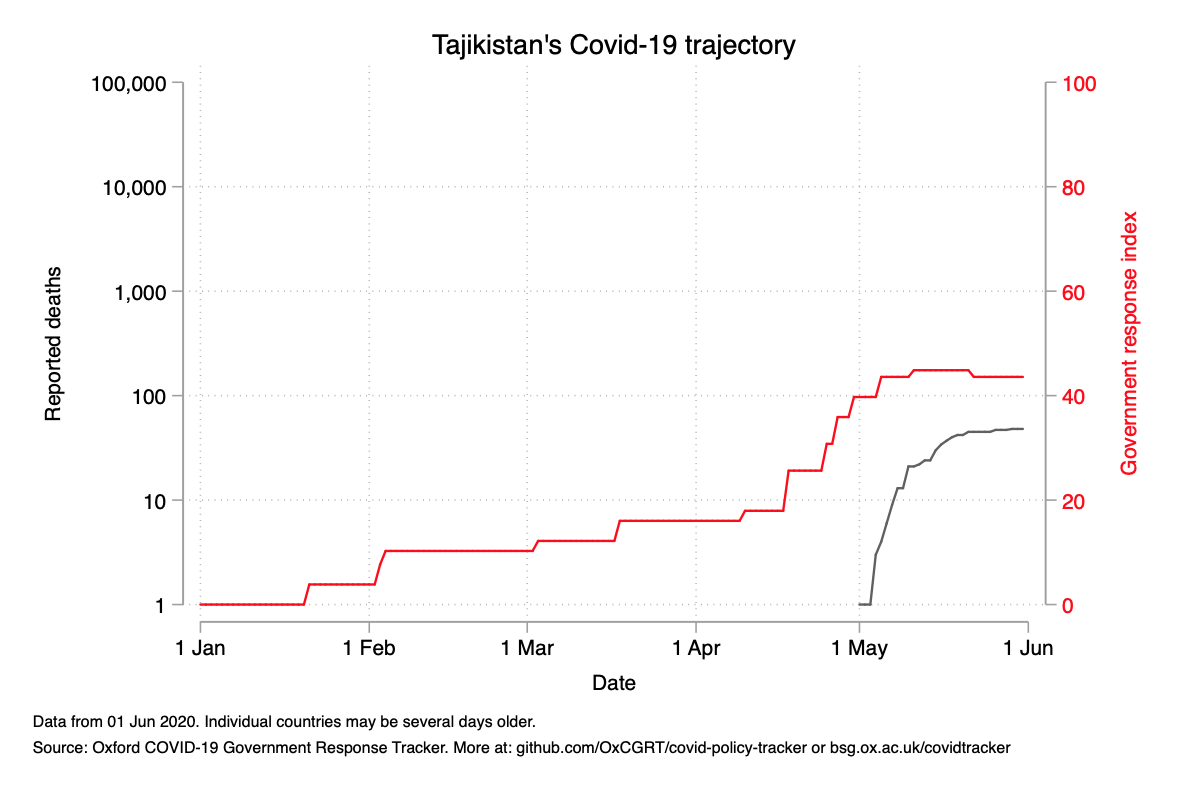 Tajikistan's Covid-19 trajectory
100,000
10,000
1,000
100
10
1
Reported deaths
100
80
60
40
20
0
Government response index
1 Jan
1 Feb
1 Mar
1 Apr
1 May
1 Jun
Date
Data from 01 Jun 2020. Individual countries may be several days older.
Source: Oxford COVID-19 Government Response Tracker. More at: github.com/OxCGRT/covid-policy-tracker or bsg.ox.ac.uk/covidtracker